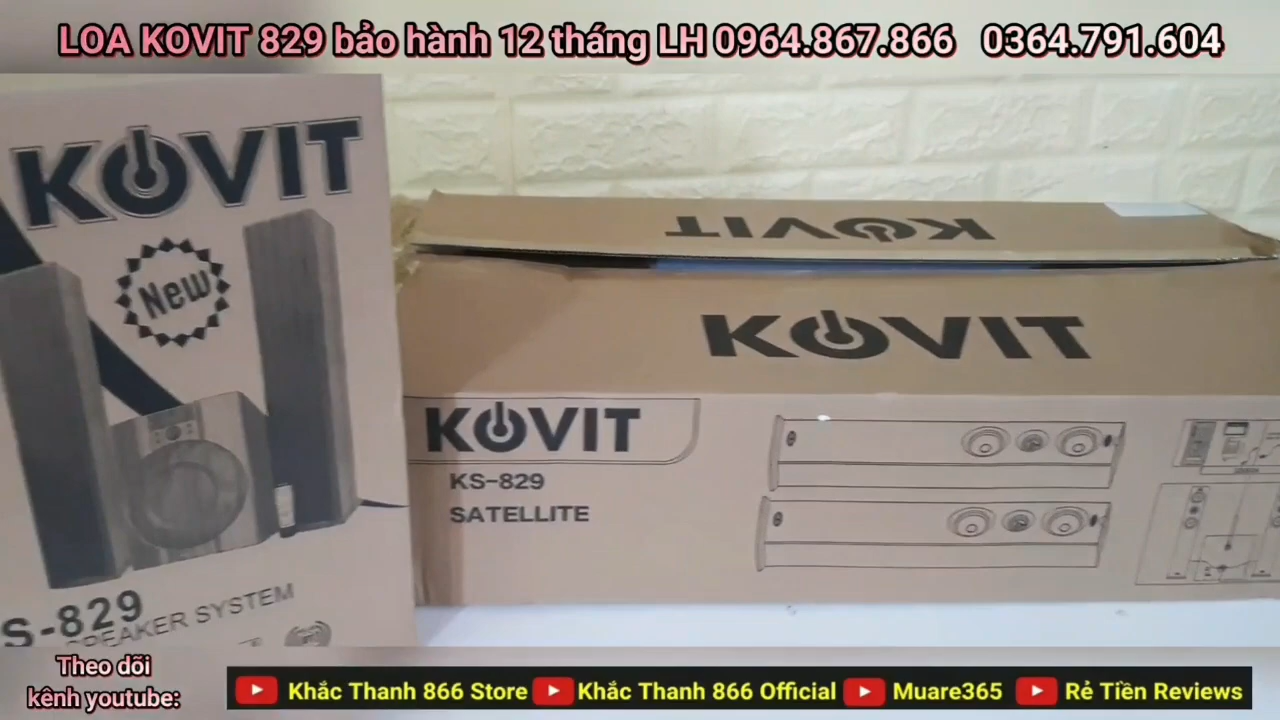 LOA KOVIT 829 bảo hành 12 tháng LH 0964.867.866 0364.791.604
KOVIT
New
S-829
SPEAKER SYSTEM
KOVIT
KOVIT
KOVIT
KS-829
SATELLITE
Theo dõi
kênh youtube:
Khắc Thanh 866 Store Khắc Thanh 866 Official Muare365 Rẻ Tiền Reviews